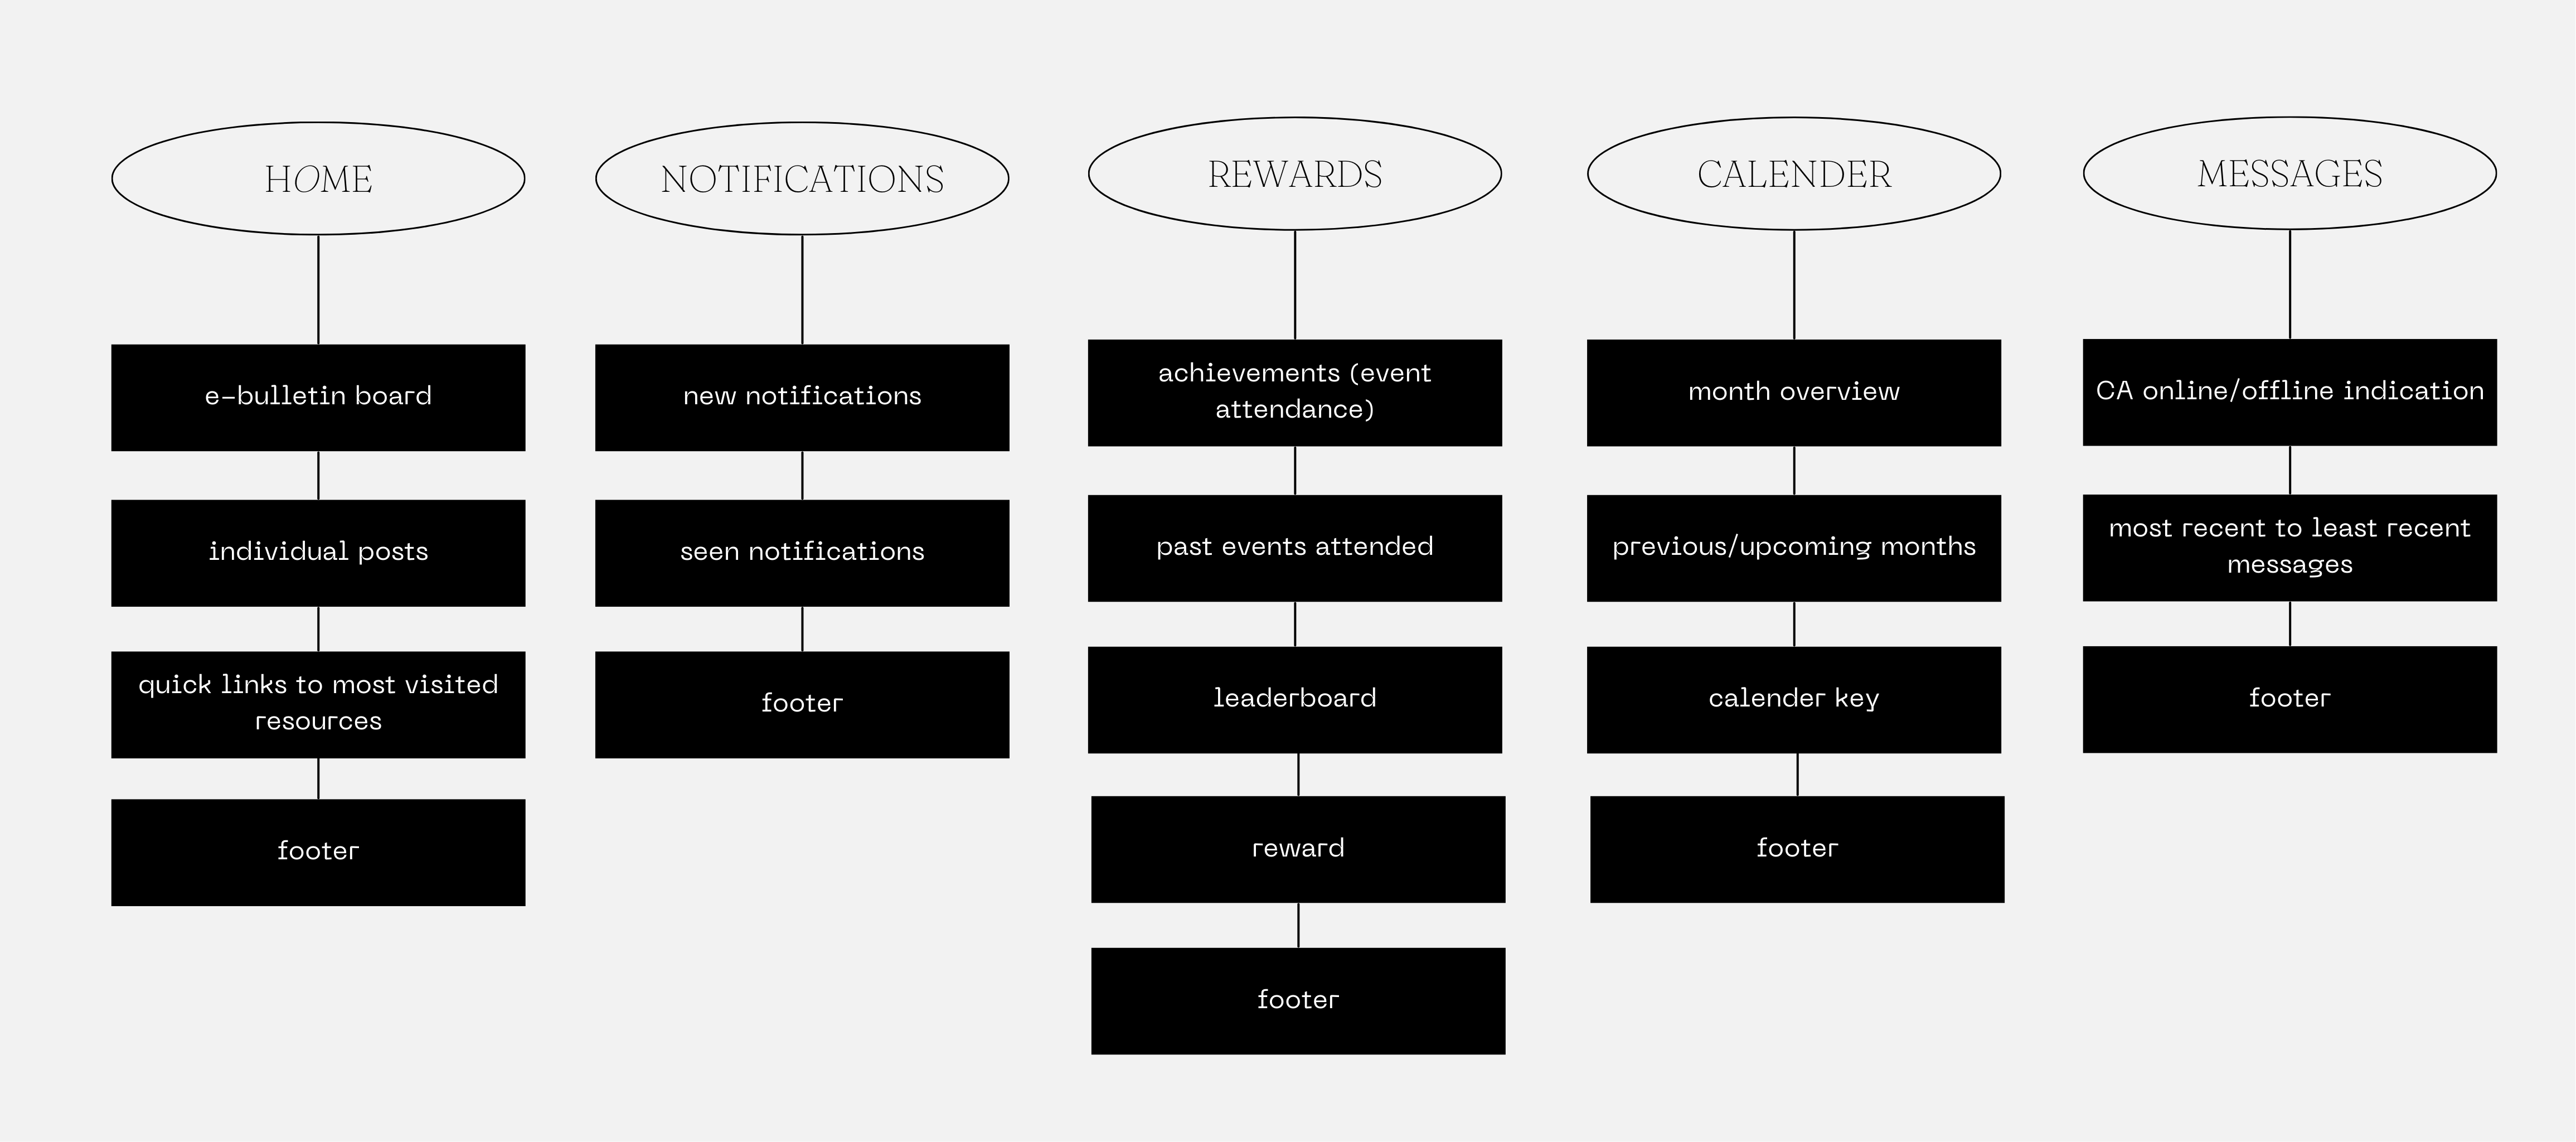 HOME
e-bulletin board
individual posts
quick links to most visited
resources
footer
NOTIFICATIONS
new notifications
seen notifications
footer
REWARDS
achievements (event
attendance)
past events attended
leaderboard
reward
footer
CALENDER
month overview
previous/upcoming months
calender key
footer
MESSAGES
CA online/offline indication
most recent to least recent
messages
footer